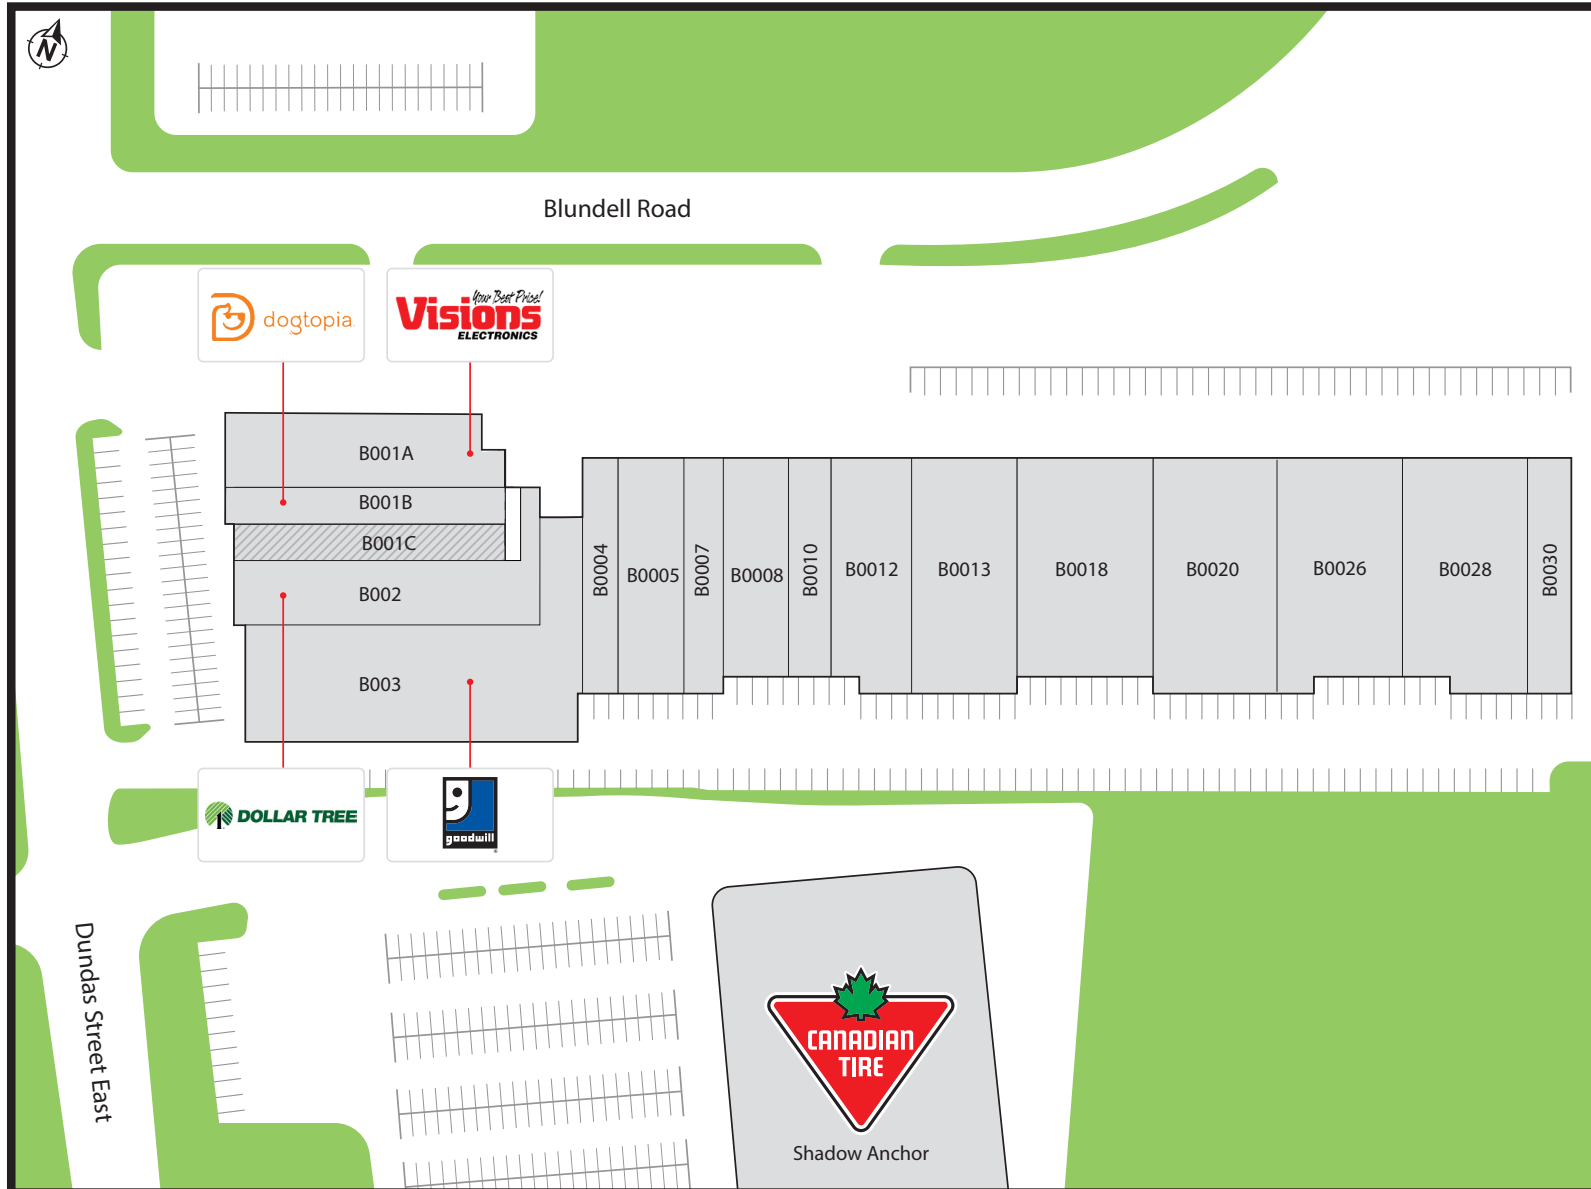 N
Blundell Road
dogtopia
Your Best Price!
Visions
ELECTRONICS
B001A
B001B
B001C
B002
B003
B0004
B0005
B0007
B0008
B0010
B0012
B0013
B0018
B0020
B0026
B0028
B0030
1
DOLLAR TREE
goodwill
®
Dundas Street East
CANADIAN
TIRE
Shadow Anchor